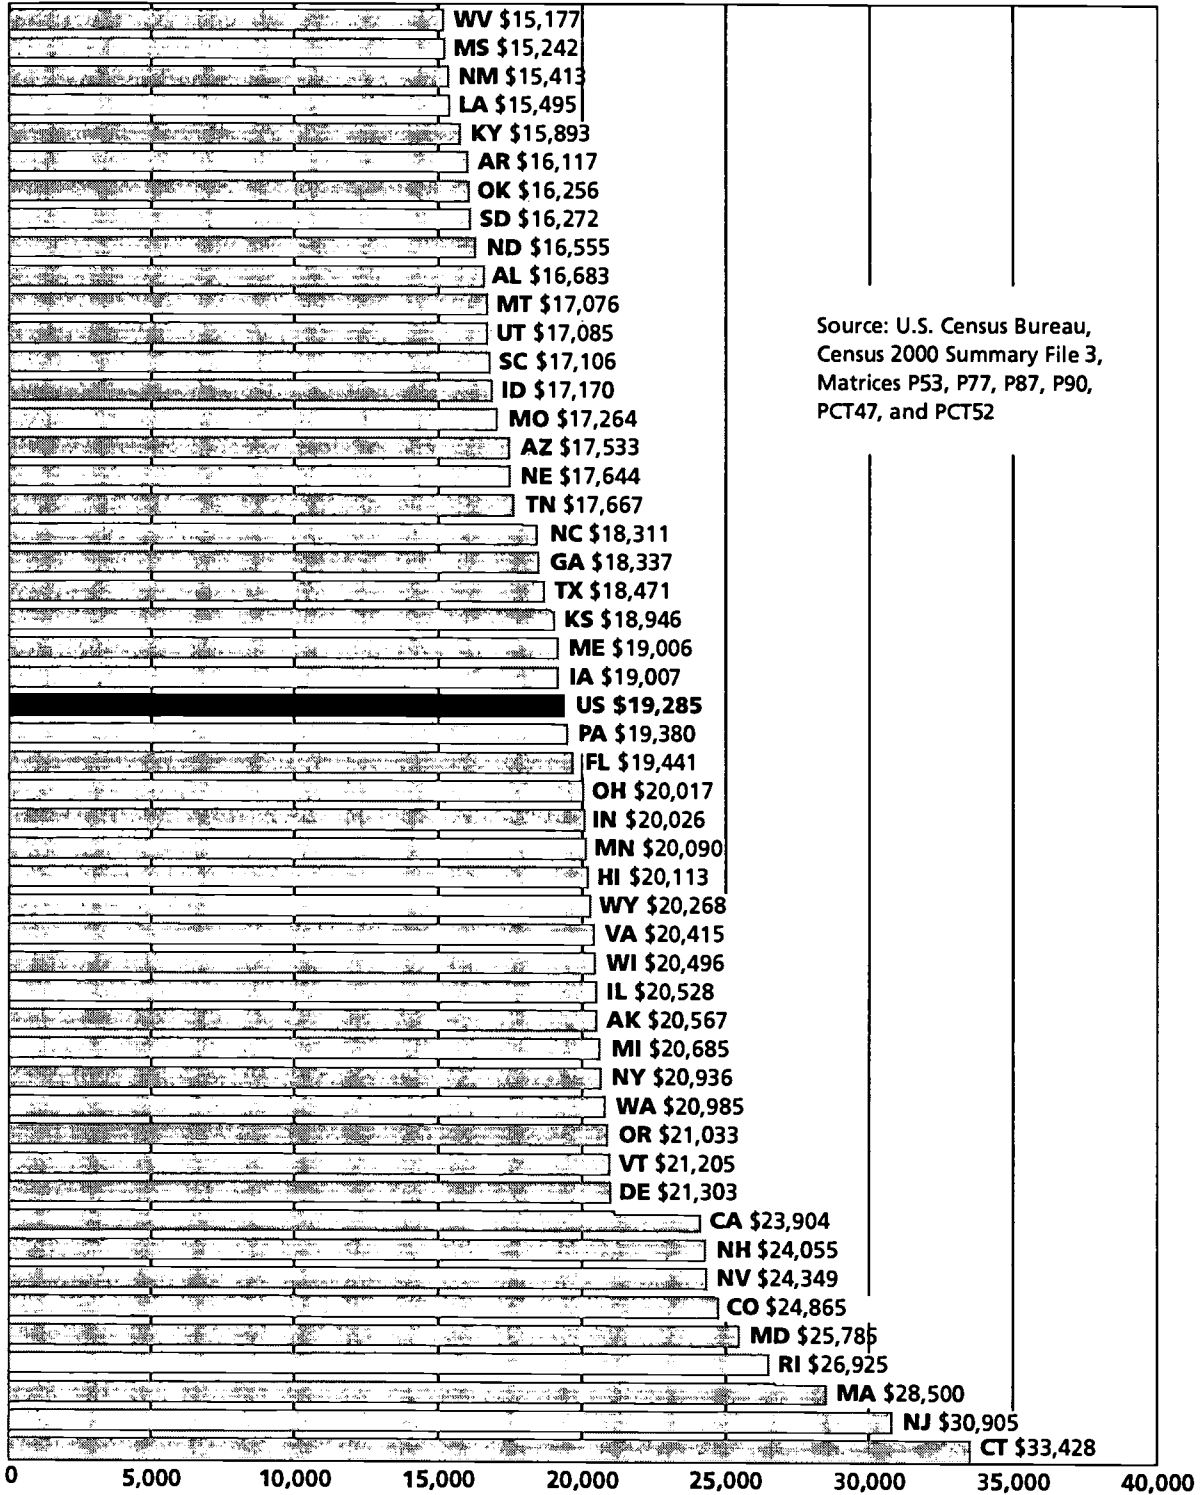 WV $15,177
MS $15,242
NM $15,413
LA $15,495
KY $15,893
AR $16,117
OK $16,256
SD $16,272
ND $16,555
AL $16,683
MT $17,076
UT $17,085
SC $17,106
ID $17,170
MO $17,264
AZ $17,533
NE $17,644
TN $17,667
NC $18,311
GA $18,337
TX $18,471
KS $18,946
ME $19,006
IA $19,007
US $19,285
PA $19,380
FL $19,441
OH $20,017
IN $20,026
MN $20,090
HI $20,113
WY $20,268
VA $20,415
WI $20,496
IL $20,528
AK $20,567
MI $20,685
NY $20,936
WA $20,985
OR $21,033
VT $21,205
DE $21,303
CA $23,904
NH $24,055
NV $24,349
CO $24,865
MD $25,785
RI $26,925
MA $28,500
NJ $30,905
CT $33,428
Source: U.S. Census Bureau,
Census 2000 Summary File 3,
Matrices P53, P77, P87, P90,
PCT47, and PCT52
0 5,000 10,000 15,000 20,000 25,000 30,000 35,000 40,000